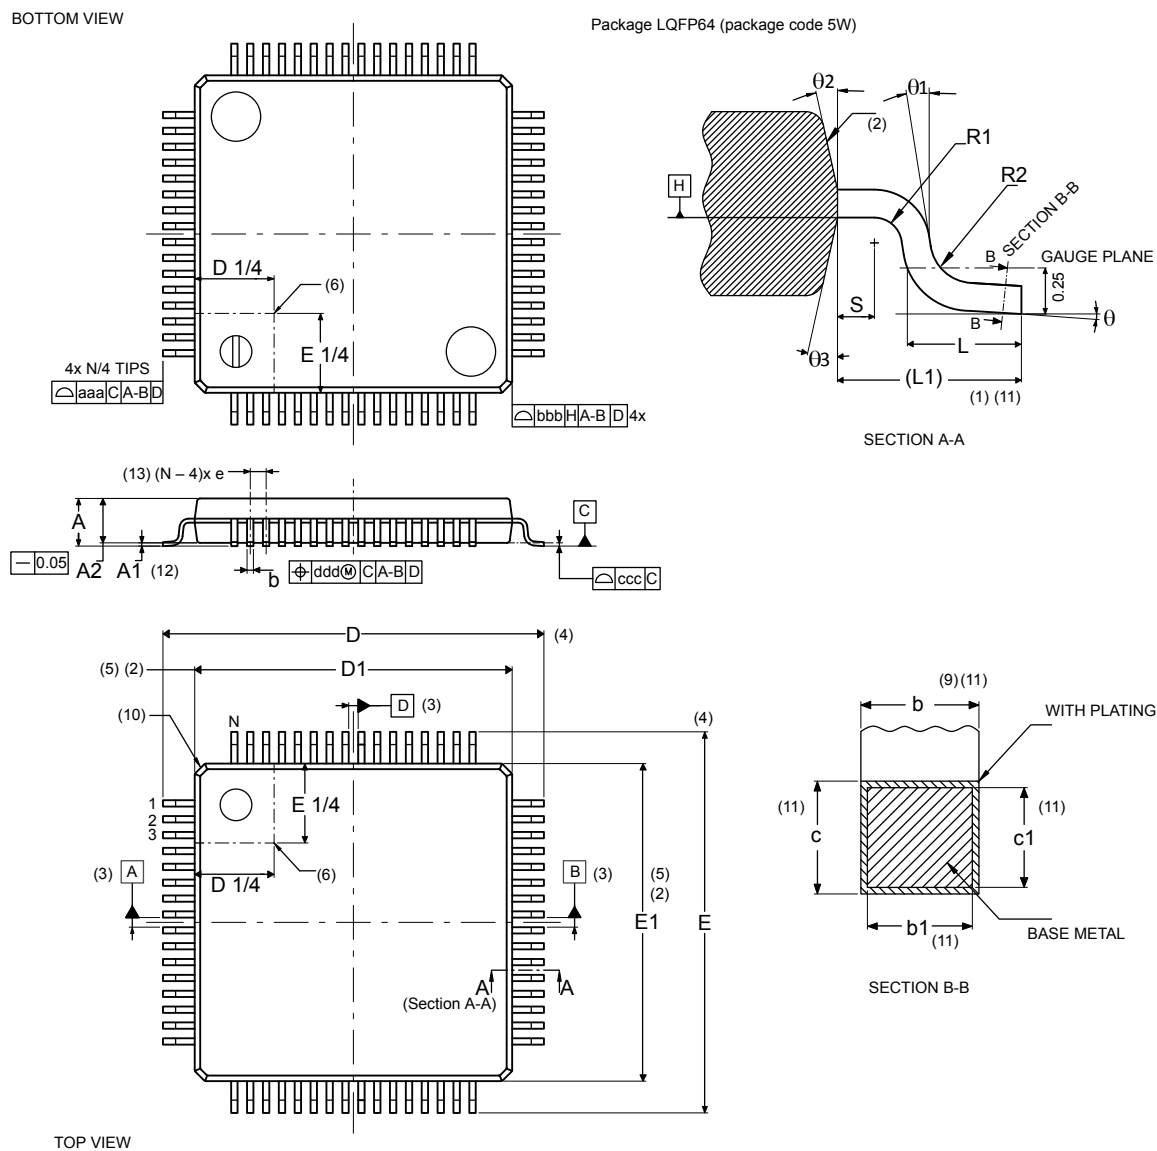 BOTTOM VIEW
Package LQFP64 (package code 5W)
D 1/4
(6)
E 1/4
4x N/4 TIPS
aaa C A-B D
bbb H A-B D 4x
θ2
θ1
(2)
R1
R2
H
SECTION B-B
B
GAUGE PLANE
0.25
S
B
θ
L
θ3
(L1)
(1) (11)
SECTION A-A
(13) (N – 4)x e
A
C
0.05
A2
A1
(12)
b
ddd Ⓜ C A-B D
ccc C
D
(4)
(5) (2)
D1
D
(3)
(10)
N
(4)
1
2
3
E 1/4
(6)
D 1/4
(3)
A
B
(3)
(5)
(2)
E1
E
A
A
(Section A-A)
TOP VIEW
(9) (11)
b
WITH PLATING
(11)
(11)
c
c1
b1
(11)
BASE METAL
SECTION B-B